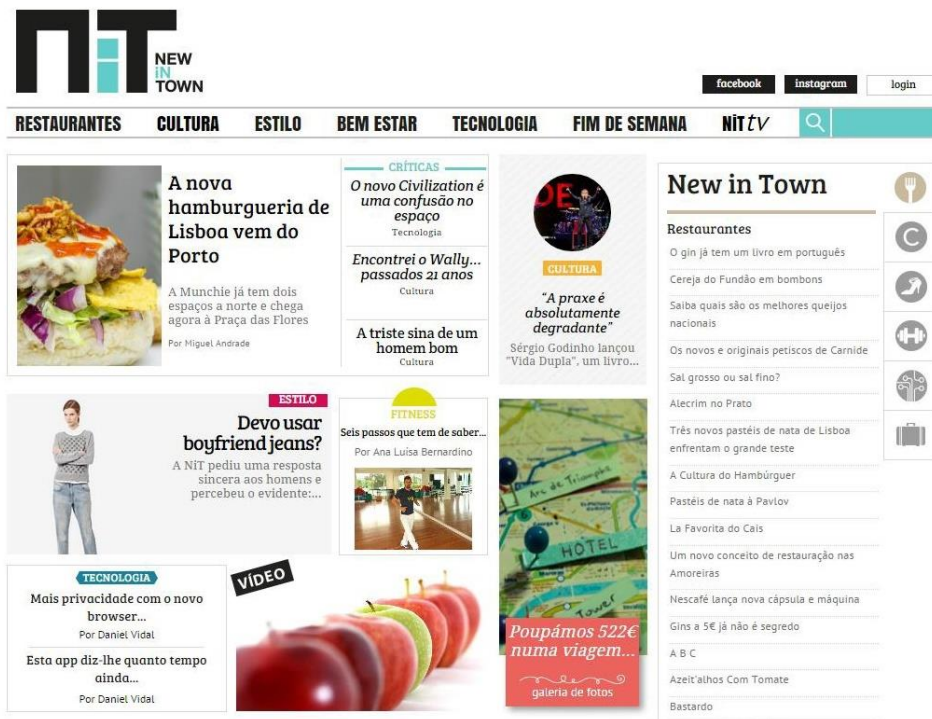 NiT
NEW
iN
TOWN
facebook
instagram
login
RESTAURANTES
CULTURA
ESTILO
BEM ESTAR
TECNOLOGIA
FIM DE SEMANA
NiT tv
A nova
hamburgueria de
Lisboa vem do
Porto
A Munchie já tem dois
espaços a norte e chega
agora à Praça das Flores
Por Miguel Andrade
CRÍTICAS
O novo Civilization é
uma confusão no
espaço
Tecnologia
Encontrei o Wally...
passados 21 anos
Cultura
A triste sina de um
homem bom
Cultura
CULTURA
"A praxe é
absolutamente
degradante"
Sérgio Godinho lançou
"Vida Dupla", um livro...
ESTILO
Devo usar
boyfriend jeans?
A NiT pediu uma resposta
sincera aos homens e
percebeu o evidente:...
FITNESS
Seis passos que tem de saber...
Por Ana Luísa Bernardino
Arc de Triomphe
HOTEL
Tower
Poupámos 522€
numa viagem...
galeria de fotos
TECNOLOGIA
Mais privacidade com o novo
browser...
Por Daniel Vidal
Esta app diz-lhe quanto tempo
ainda...
Por Daniel Vidal
VÍDEO
New in Town
Restaurantes
O gin já tem um livro em português
Cereja do Fundão em bombons
Saiba quais são os melhores queijos
nacionais
Os novos e originais petiscos de Carnide
Sal grosso ou sal fino?
Alecrim no Prato
Três novos pastéis de nata de Lisboa
enfrentam o grande teste
A Cultura do Hambúrguer
Pastéis de nata à Pavlov
La Favorita do Cais
Um novo conceito de restauração nas
Amoreiras
Nescafé lança nova cápsula e máquina
Gins a 5€ já não é segredo
A B C
Azeit'alhos Com Tomate
Bastardo
C